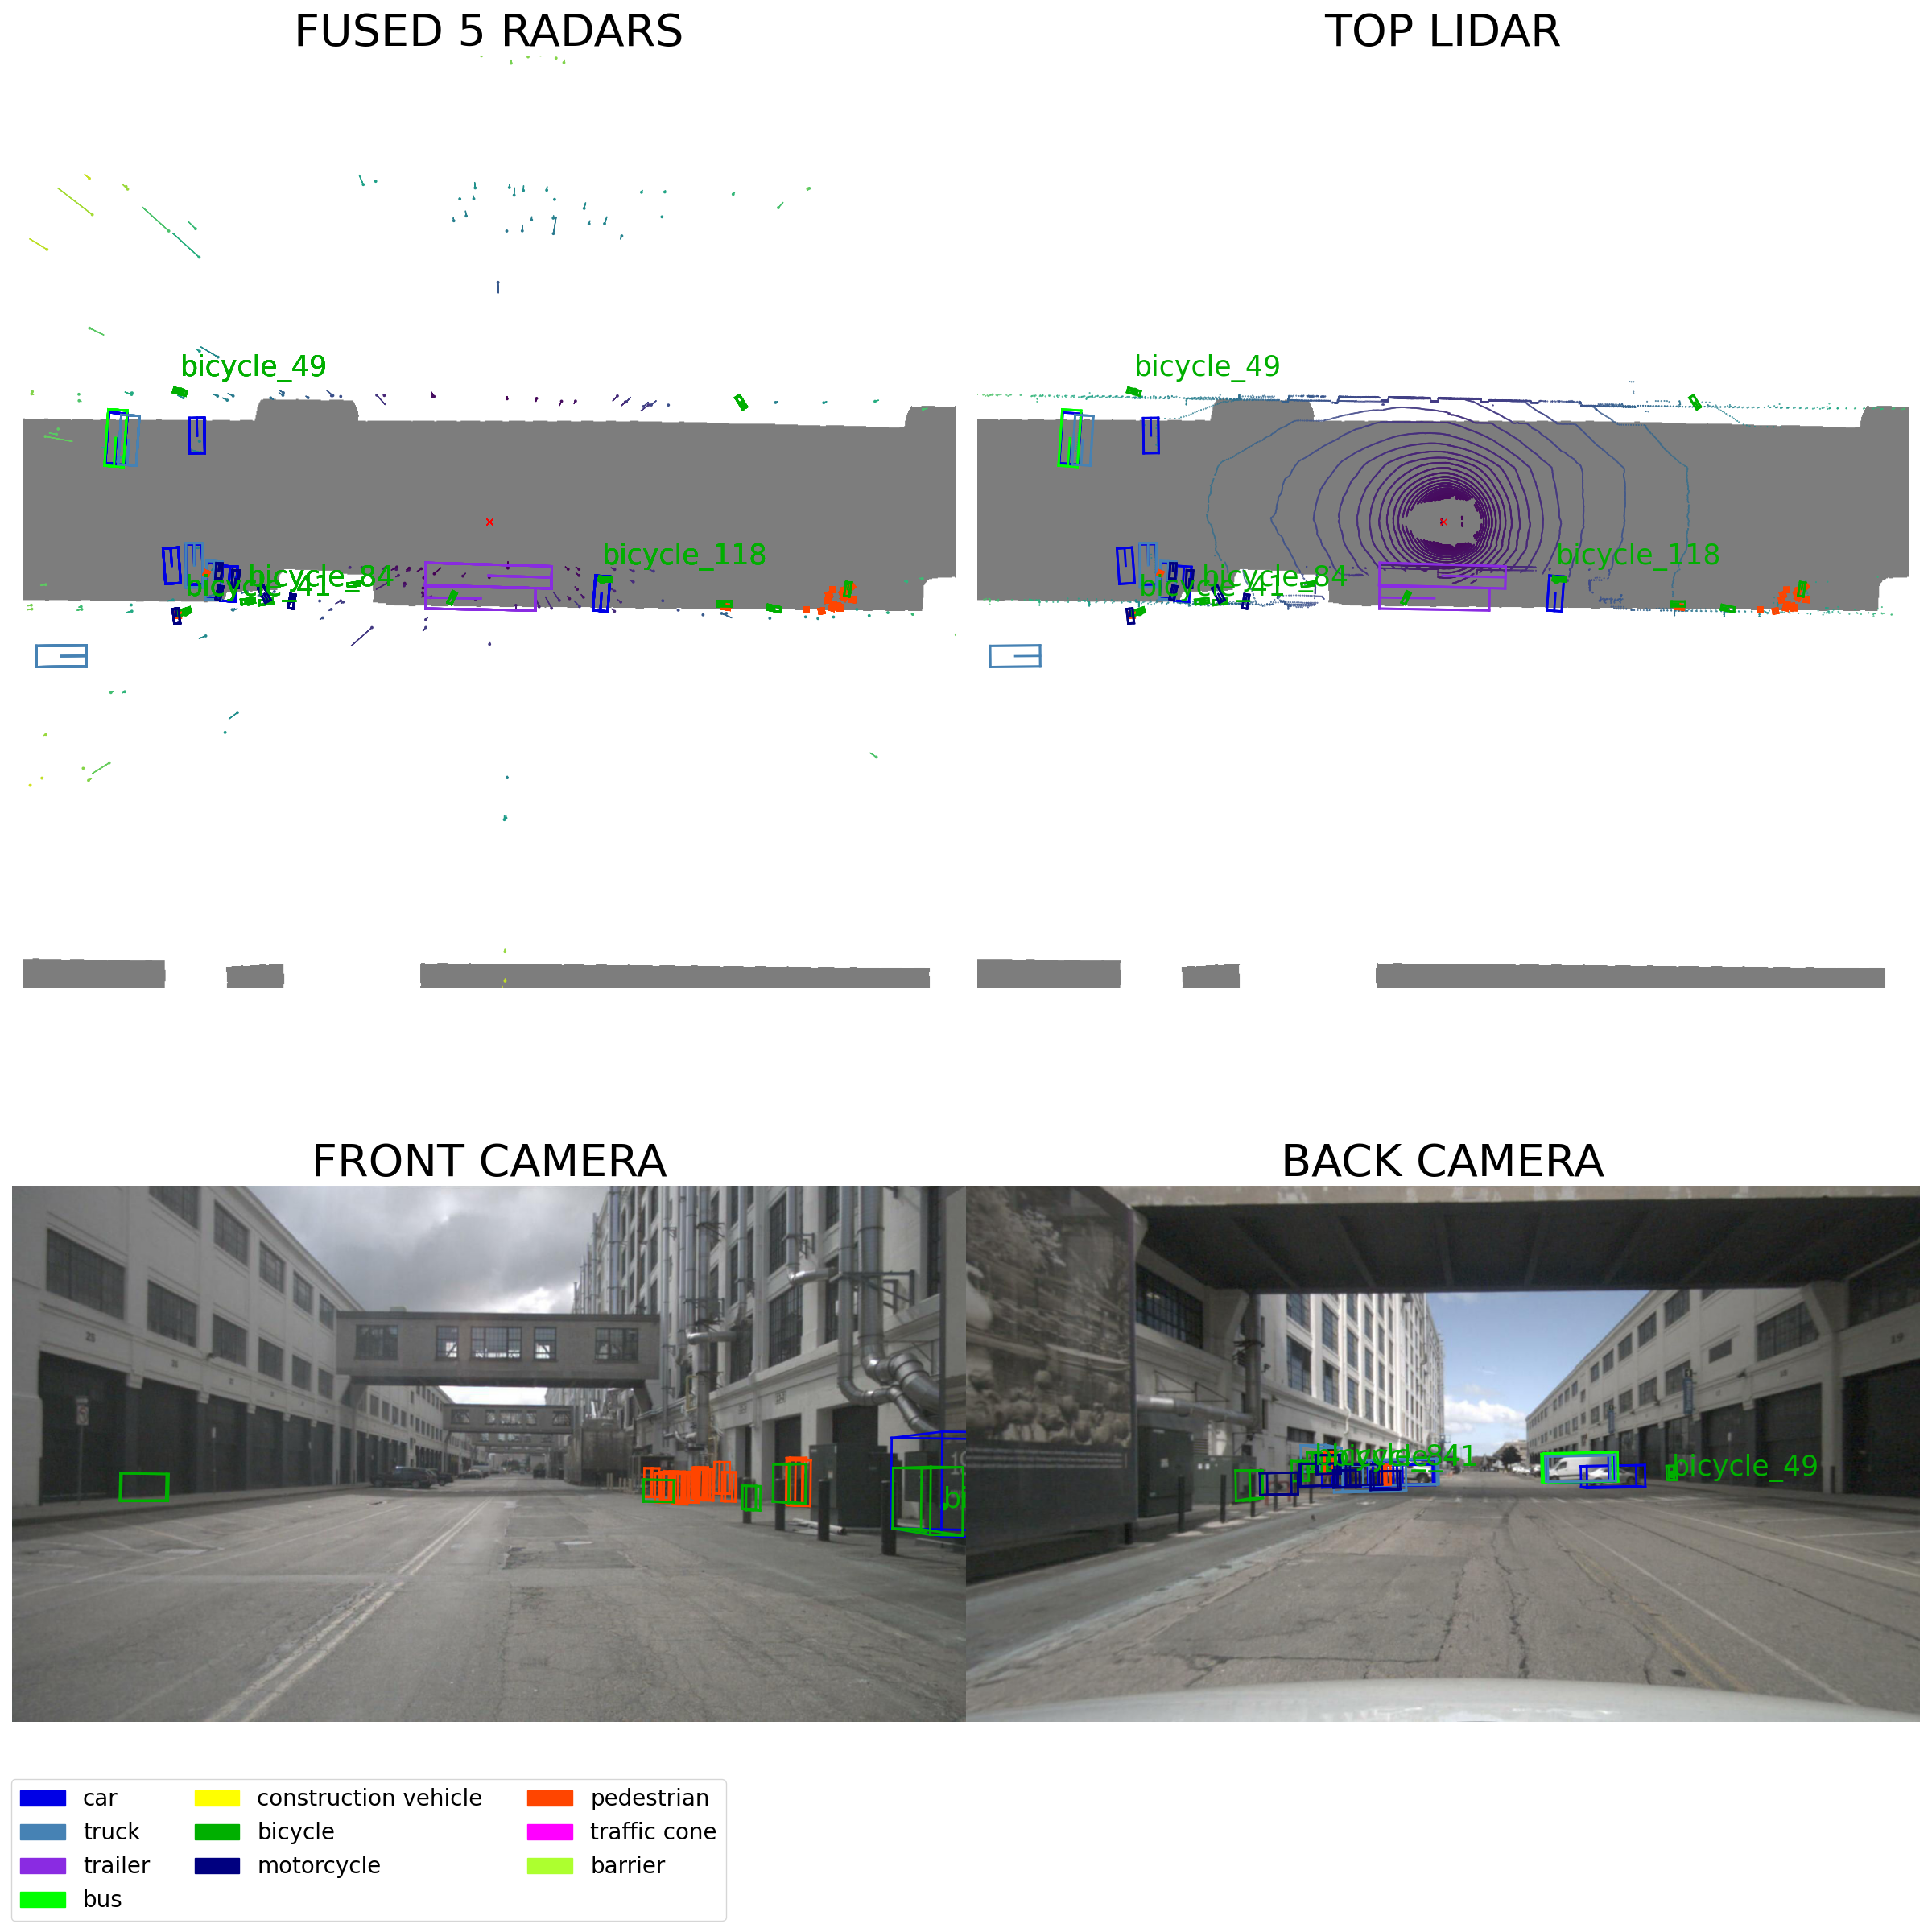 FUSED 5 RADARS
TOP LIDAR
bicycle_49
bicycle_49
bicycle_118
bicycle_118
bicycle_84
bicycle_41
bicycle_84
bicycle_41
FRONT CAMERA
BACK CAMERA
bicycle_49
car
construction vehicle
pedestrian
truck
bicycle
traffic cone
trailer
motorcycle
barrier
bus